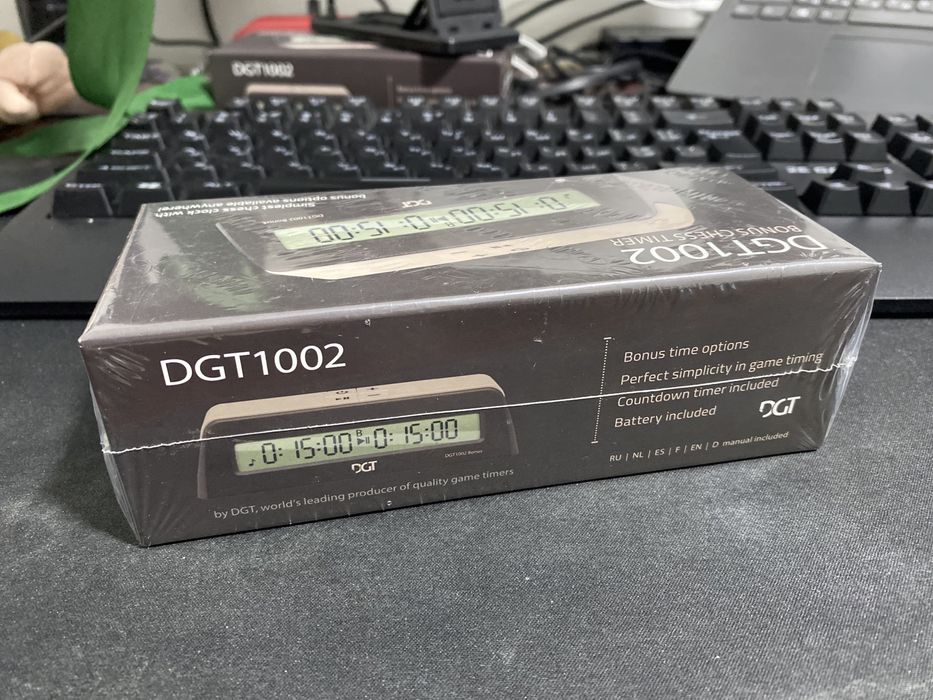 DGT1002
Simplest chess clock with
bonus options available anywhere!
DGT1002 Bonus
DGT
0:15:00 B 0:15:00
DGT1002
BONUS CHESS TIMER
DGT1002
0:15:00 B 0:15:00
DGT
DGT1002 Bonus
by DGT, world's leading producer of quality game timers
Bonus time options
Perfect simplicity in game timing
Countdown timer included
Battery included
DGT
RU | NL | ES | F | EN | D manual included